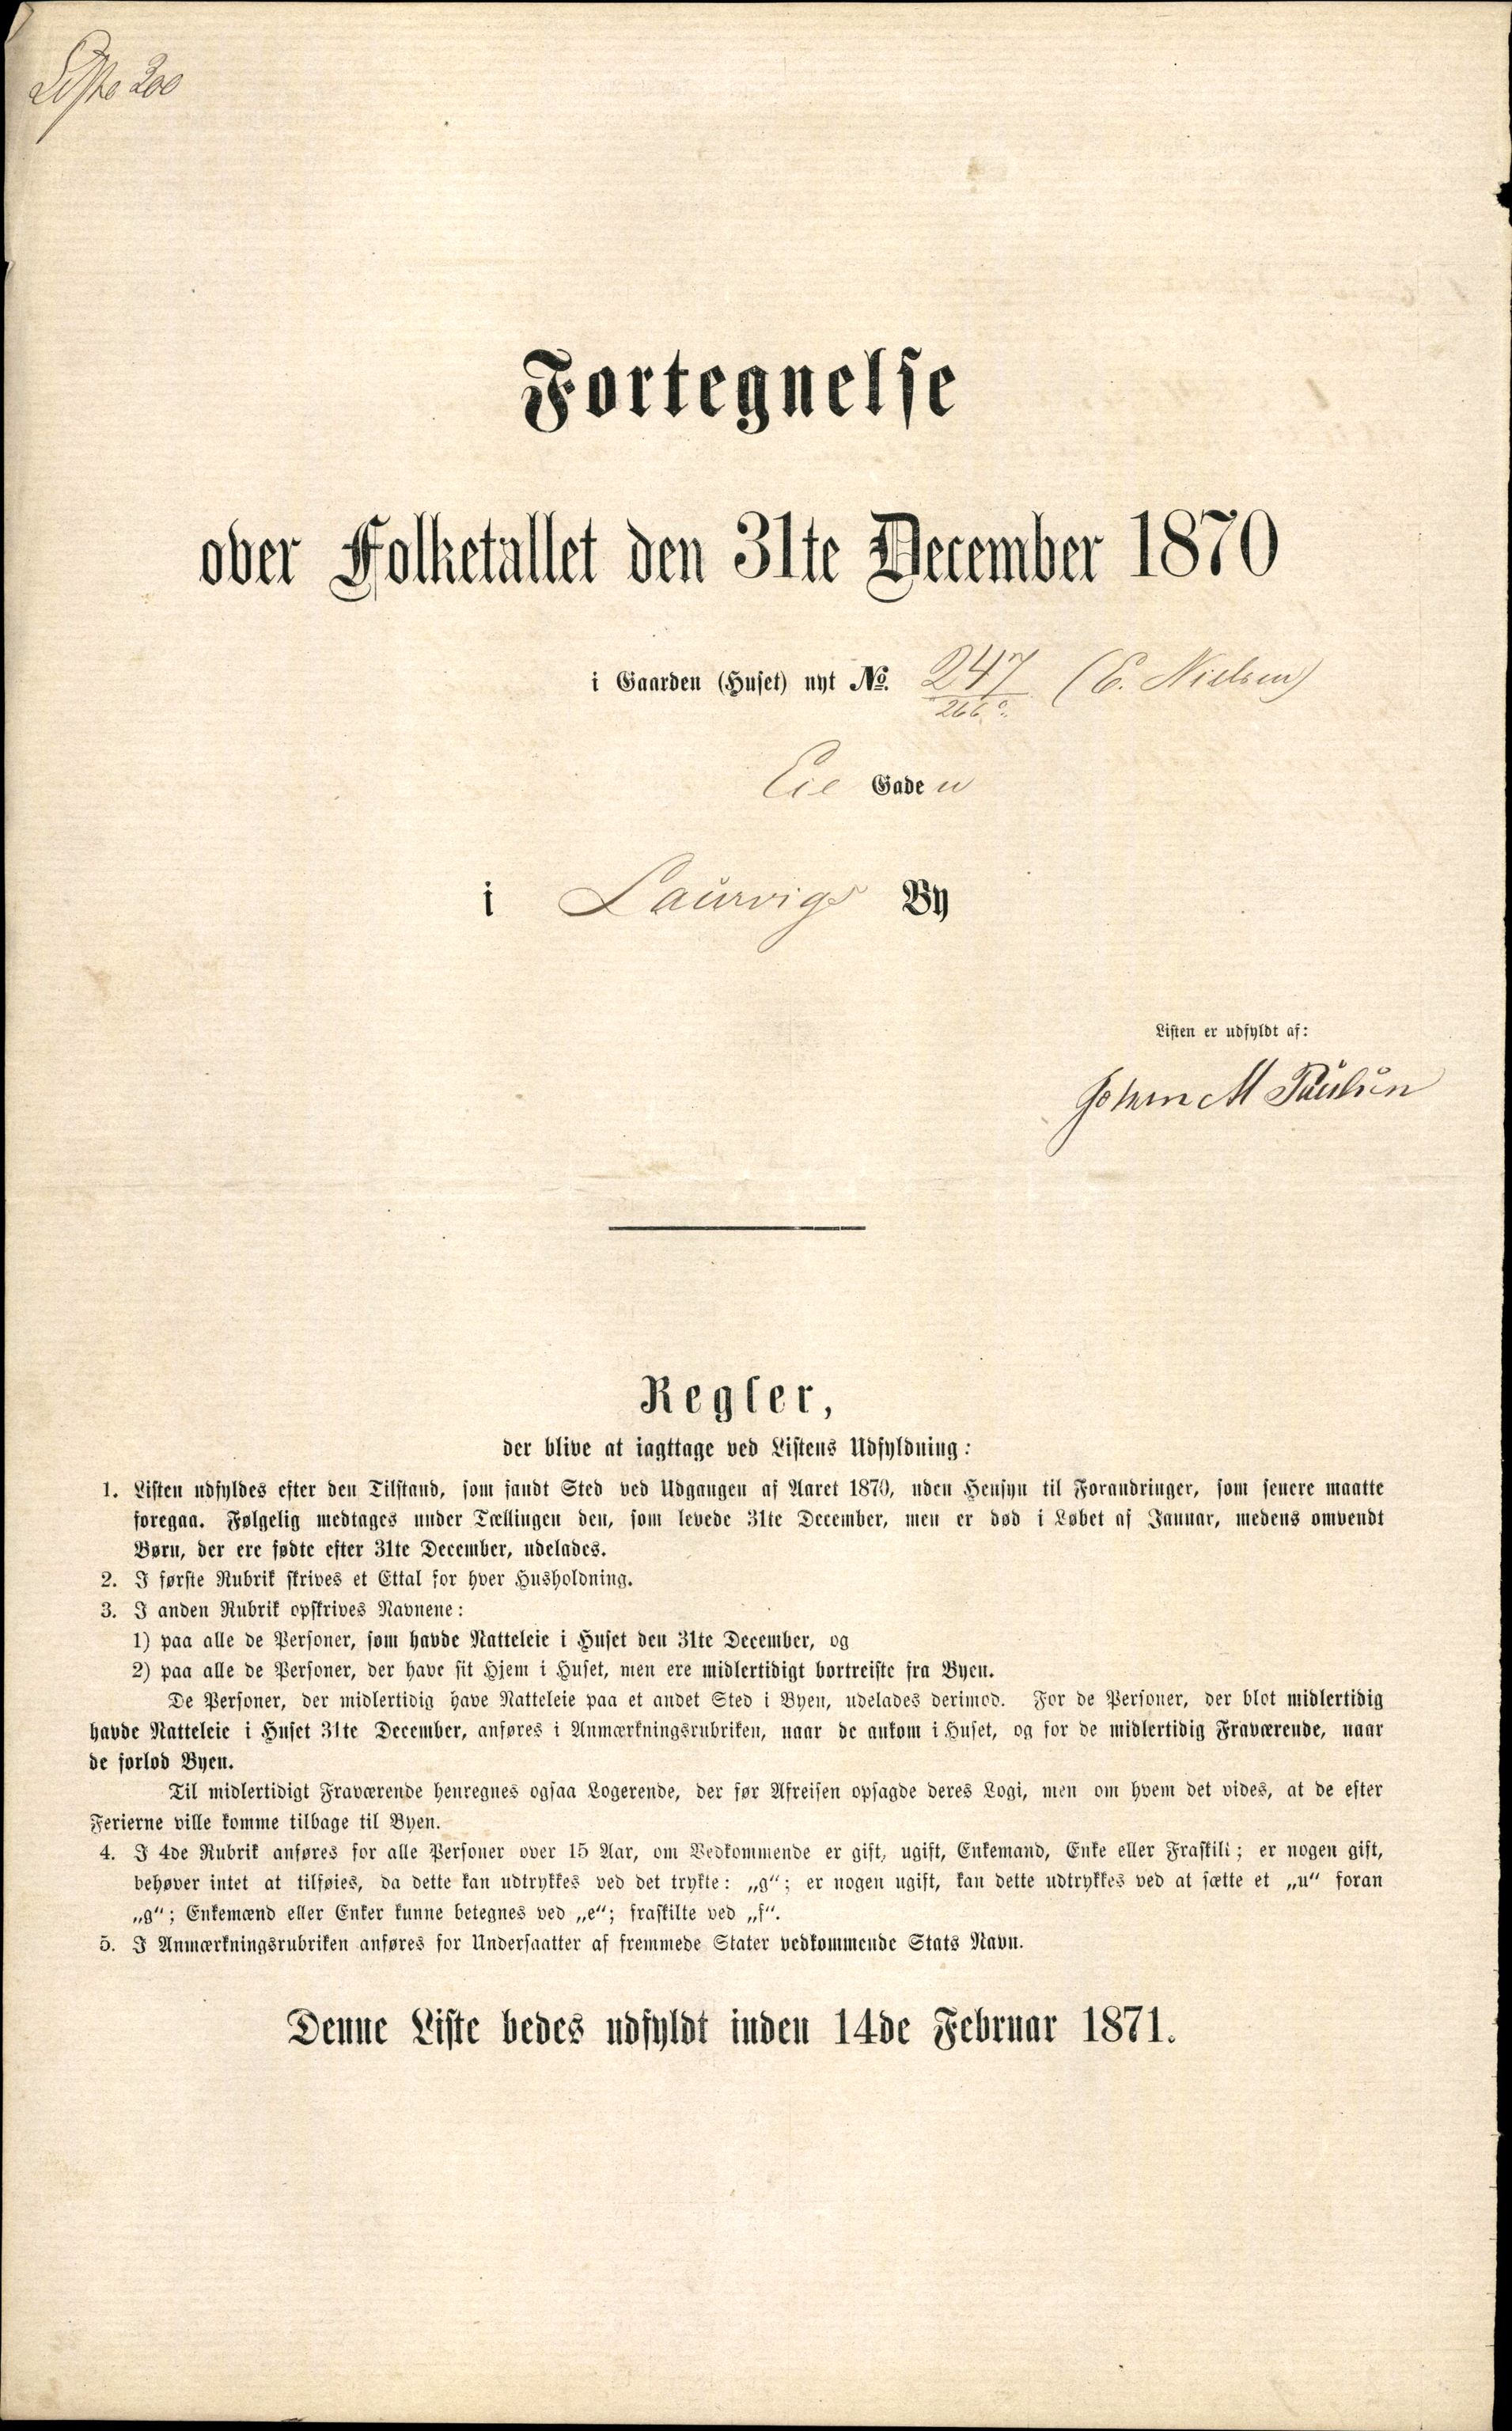 Liste 200
Fortegnelse
over Folketallet den 31te December 1870
i Gaarden (Huset) nyt No. 247 (E. Nielsen)
266 c.
Eie Gade n
i Laurvigs By
Listen er udfyldt af:
Johan M Paulsen
Regler,
der blive at iagttage ved Listens Udfyldning:
1. Listen udfyldes efter den Tilstand, som fandt Sted ved Udgangen af Aaret 1870, uden Hensyn til Forandringer, som senere maatte
foregaa. Følgelig medtages under Tællingen den, som levede 31te December, men er død i Løbet af Januar, medens omvendt
Børn, der ere fødte efter 31te December, udelades.
2. I første Rubrik skrives et Ettal for hver Husholdning.
3. I anden Rubrik opskrives Navnene:
1) paa alle de Personer, som havde Natteleie i Huset den 31te December, og
2) paa alle de Personer, der have sit Hjem i Huset, men ere midlertidigt bortreiste fra Byen.
De Personer, der midlertidig have Natteleie paa et andet Sted i Byen, udelades derimod. For de Personer, der blot midlertidig
havde Natteleie i Huset 31te December, anføres i Anmærkningsrubriken, naar de ankom i Huset, og for de midlertidig Fraværende, naar
de forlod Byen.
Til midlertidigt Fraværende henregnes ogsaa Logerende, der før Afreisen opsagde deres Logi, men om hvem det vides, at de efter
Ferierne ville komme tilbage til Byen.
4. I 4de Rubrik anføres for alle Personer over 15 Aar, om Vedkommende er gift, ugift, Enkemand, Enke eller Fraskilt; er nogen gift,
behøver intet at tilføies, da dette kan udtrykkes ved det trykte: „g“; er nogen ugift, kan dette udtrykkes ved at sætte et „u“ foran
„g“; Enkemænd eller Enker kunne betegnes ved „e“; fraskilte ved „f“.
5. I Anmærkningsrubriken anføres for Undersaatter af fremmede Stater vedkommende Stats Navn.
Denne Liste bedes udfyldt inden 14de Februar 1871.